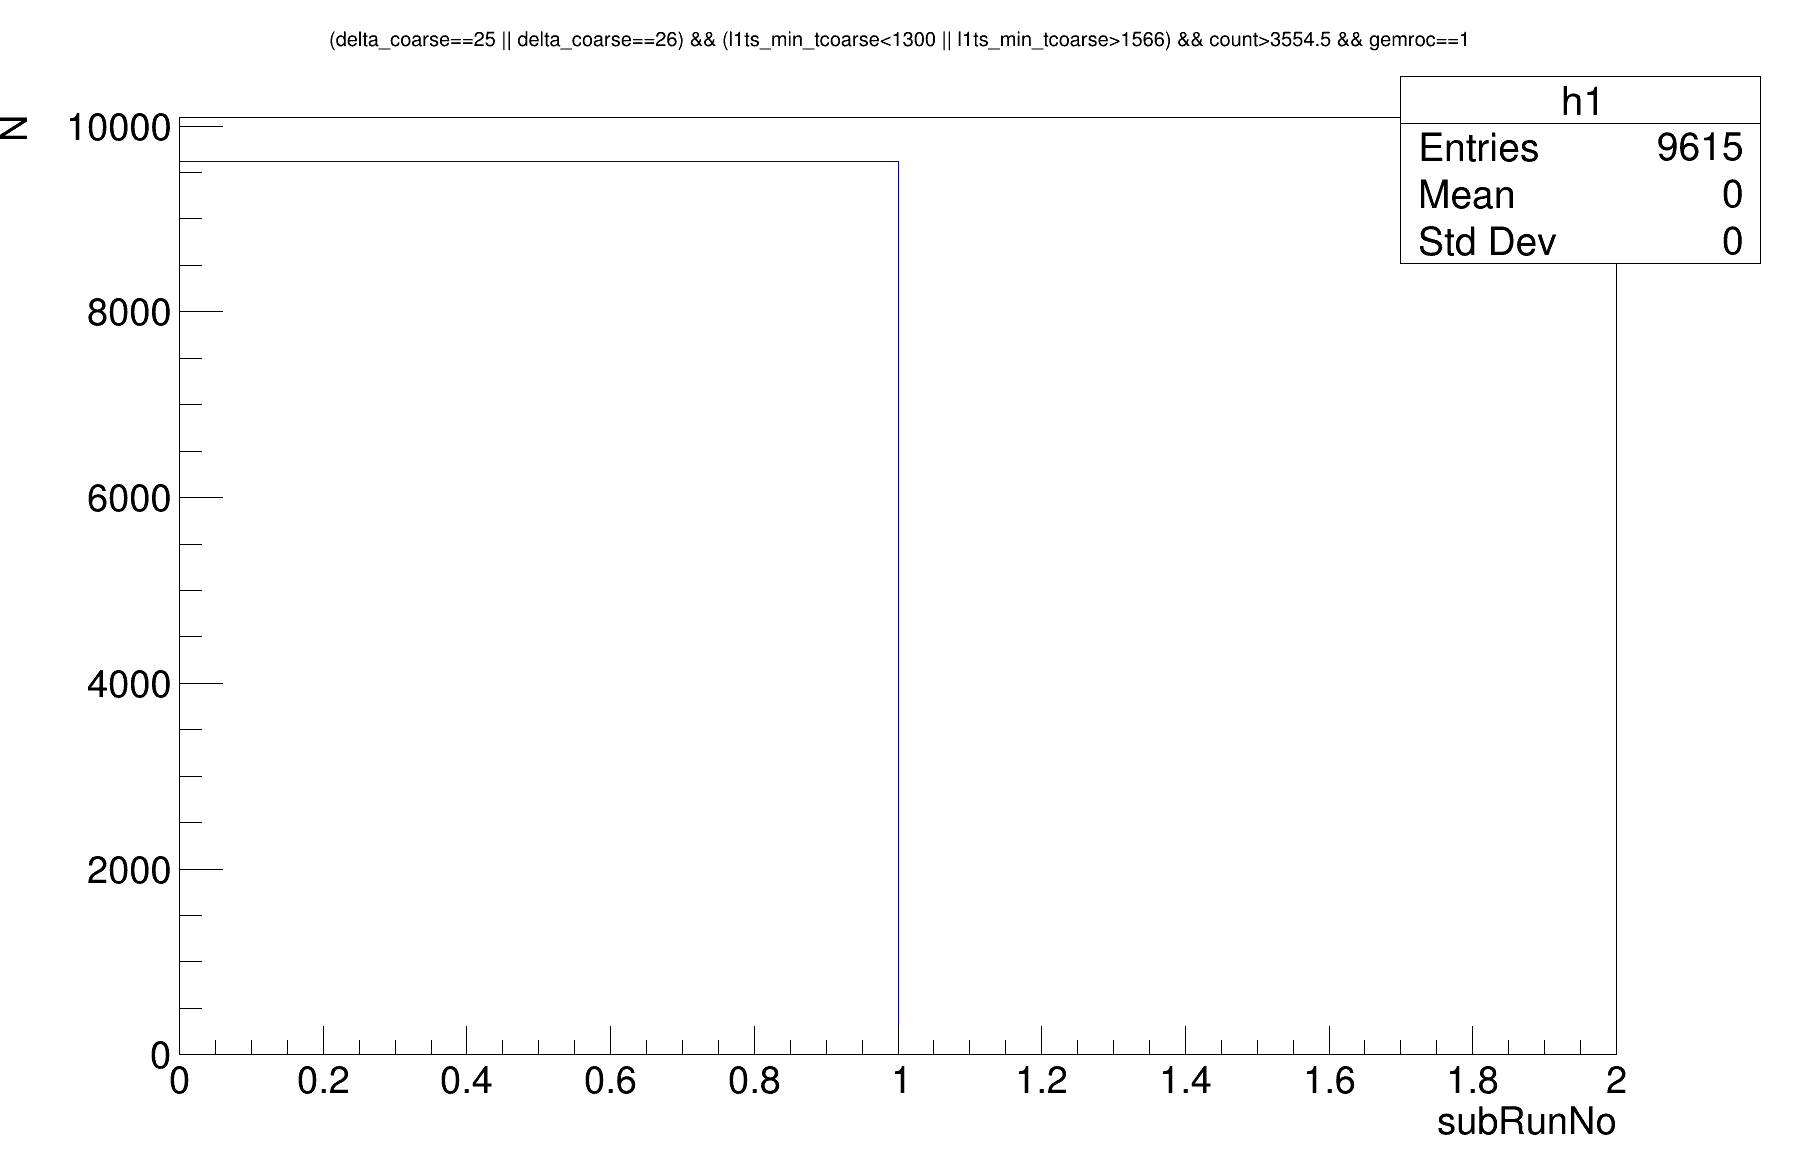 (delta_coarse==25 || delta_coarse==26) && (l1ts_min_tcoarse<1300 || l1ts_min_tcoarse>1566) && count>3554.5 && gemroc==1
h1
Entries 9615
Mean 0
Std Dev 0
N
10000
8000
6000
4000
2000
0
0 0.2 0.4 0.6 0.8 1 1.2 1.4 1.6 1.8 2
subRunNo